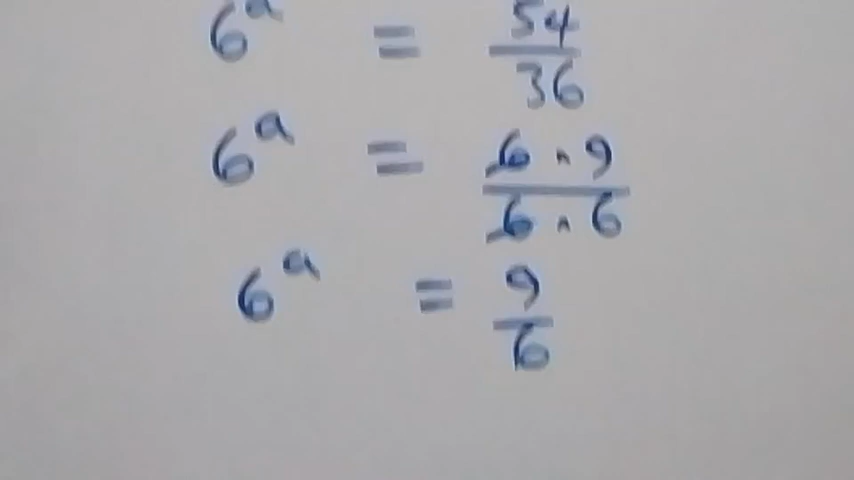 6^a = 54/36
6^a = 6 · 9 / 6 · 6
6^a = 9/6